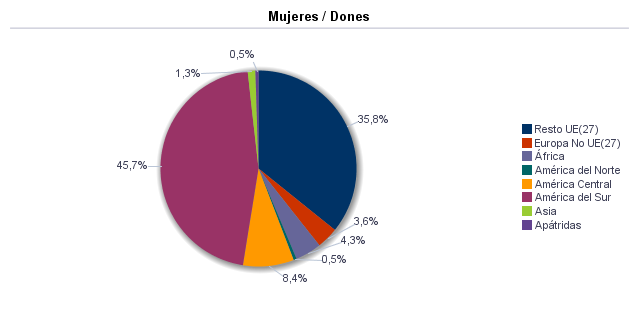 Mujeres / Dones
0,5%
1,3%
35,8%
45,7%
3,6%
4,3%
0,5%
8,4%
Resto UE(27)
Europa No UE(27)
África
América del Norte
América Central
América del Sur
Asia
Apátridas